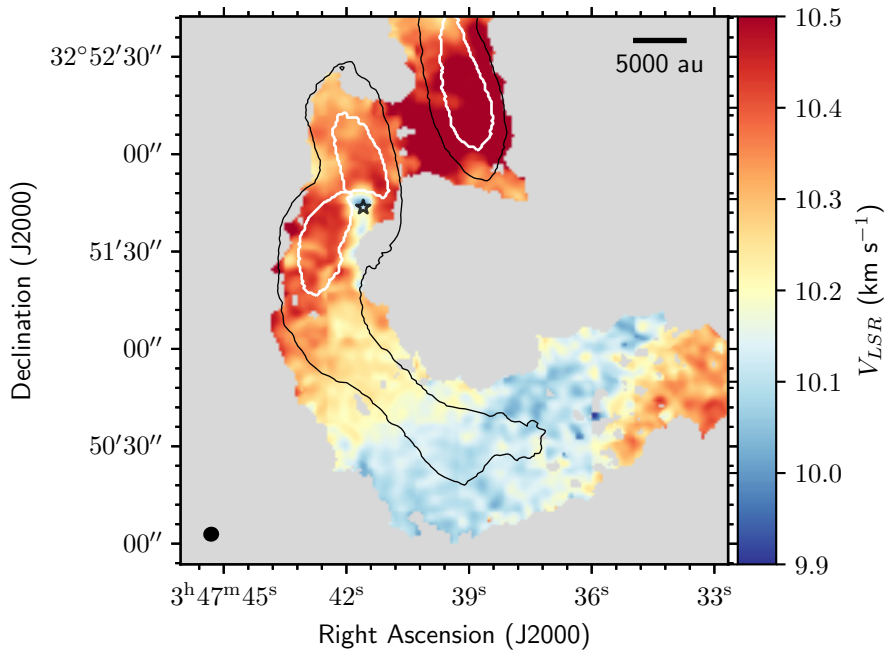 5000 au
32°52′30′′
00′′
51′30′′
00′′
50′30′′
00′′
Declination (J2000)
3ʰ47ᵐ45ˢ
42ˢ
39ˢ
36ˢ
33ˢ
Right Ascension (J2000)
10.5
10.4
10.3
10.2
10.1
10.0
9.9
V_LSR (km s⁻¹)